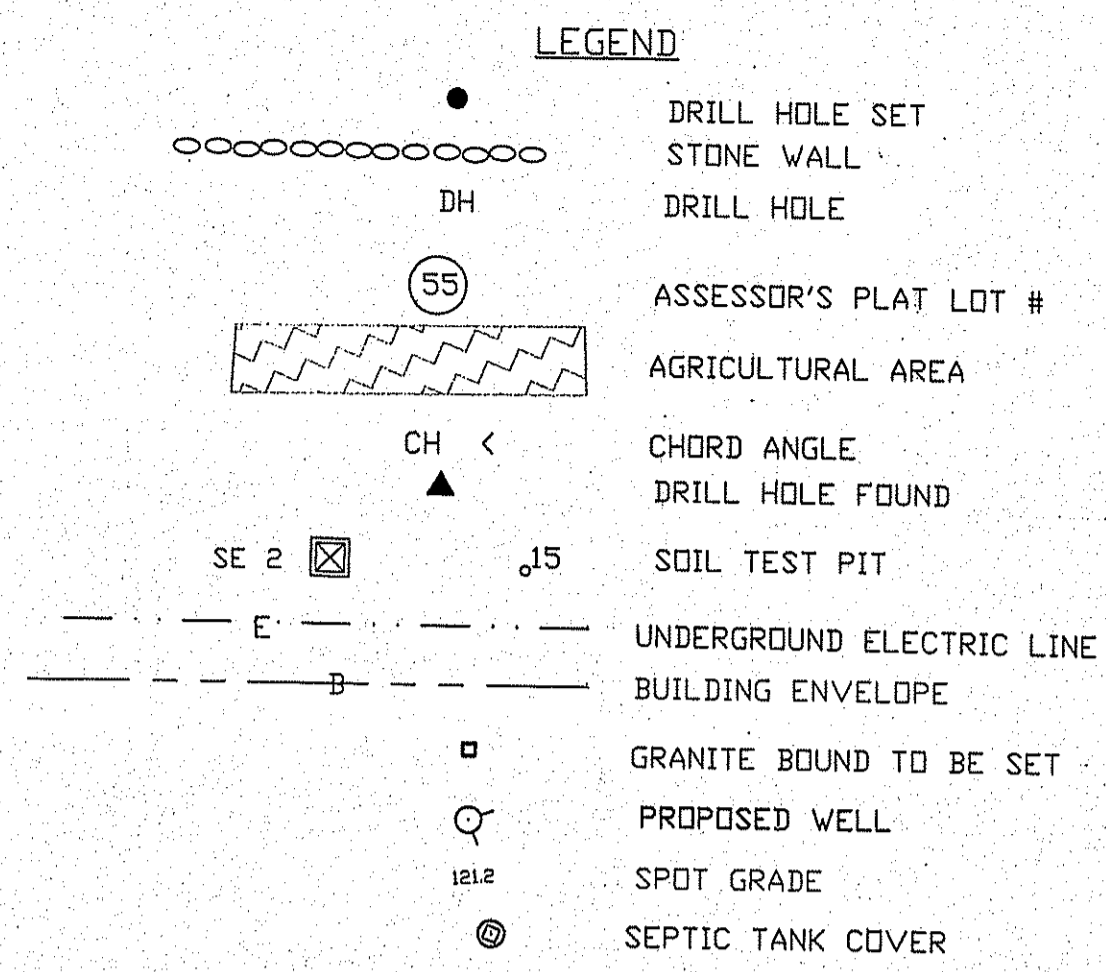 LEGEND
DRILL HOLE SET
STONE WALL
DH DRILL HOLE
55 ASSESSOR'S PLAT LOT #
AGRICULTURAL AREA
CH < CHORD ANGLE
DRILL HOLE FOUND
SE 2 15 SOIL TEST PIT
E UNDERGROUND ELECTRIC LINE
B BUILDING ENVELOPE
GRANITE BOUND TO BE SET
PROPOSED WELL
121.2 SPOT GRADE
SEPTIC TANK COVER